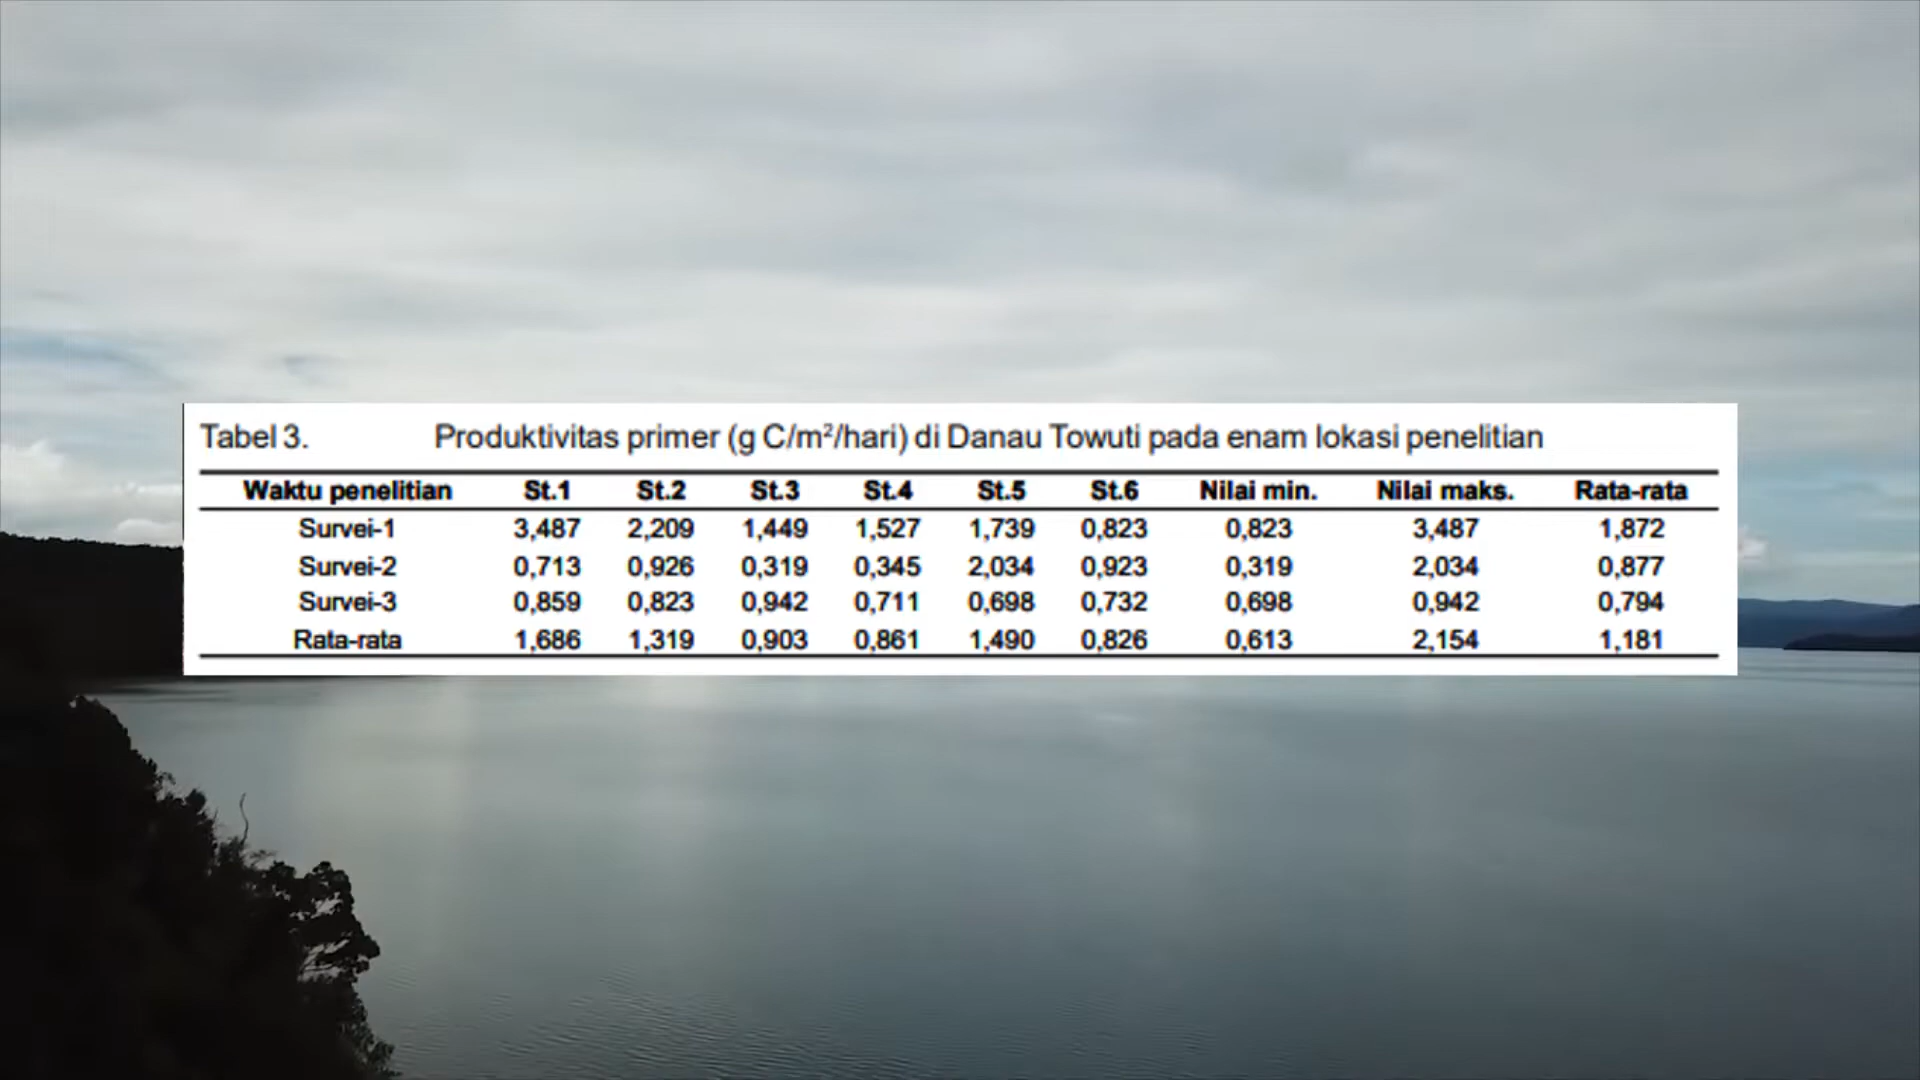 Tabel 3. Produktivitas primer (g C/m²/hari) di Danau Towuti pada enam lokasi penelitian
Waktu penelitian St.1 St.2 St.3 St.4 St.5 St.6 Nilai min. Nilai maks. Rata-rata
Survei-1 3,487 2,209 1,449 1,527 1,739 0,823 0,823 3,487 1,872
Survei-2 0,713 0,926 0,319 0,345 2,034 0,923 0,319 2,034 0,877
Survei-3 0,859 0,823 0,942 0,711 0,698 0,732 0,698 0,942 0,794
Rata-rata 1,686 1,319 0,903 0,861 1,490 0,826 0,613 2,154 1,181